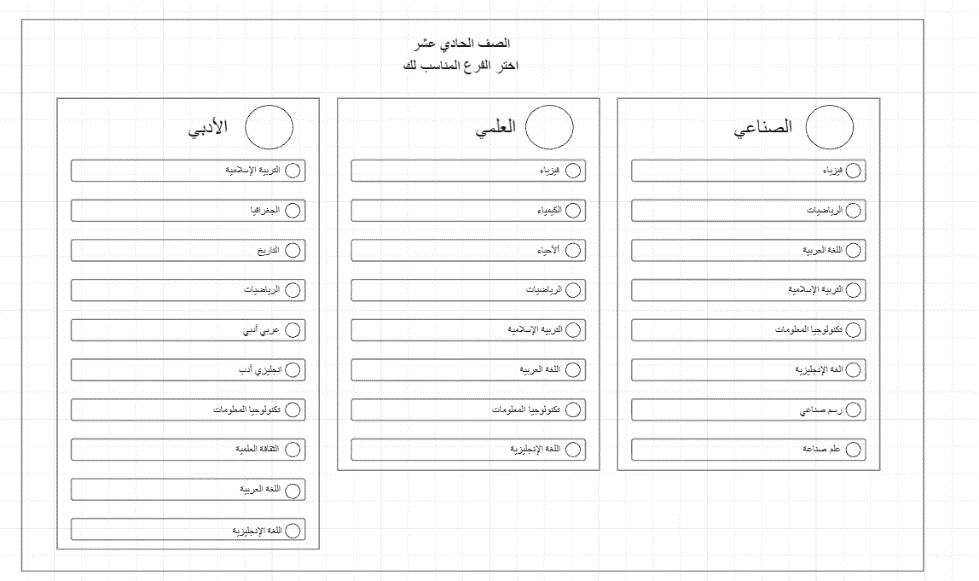 الصف الحادي عشر
اختر الفرع المناسب لك
الصناعي
فيزياء
الرياضيات
اللغة العربية
التربية الإسلامية
تكنولوجيا المعلومات
الغة الإنجليزية
رسم صناعي
علم صناعة
العلمي
فيزياء
الكيمياء
الأحياء
الرياضيات
التربية الإسلامية
اللغة العربية
تكنولوجيا المعلومات
اللغة الإنجليزية
الأدبي
التربية الإسلامية
الجغرافيا
التاريخ
الرياضيات
عربي أدبي
انجليزي أدب
تكنولوجيا المعلومات
الثقافة العلمية
اللغة العربية
اللغة الإنجليزية